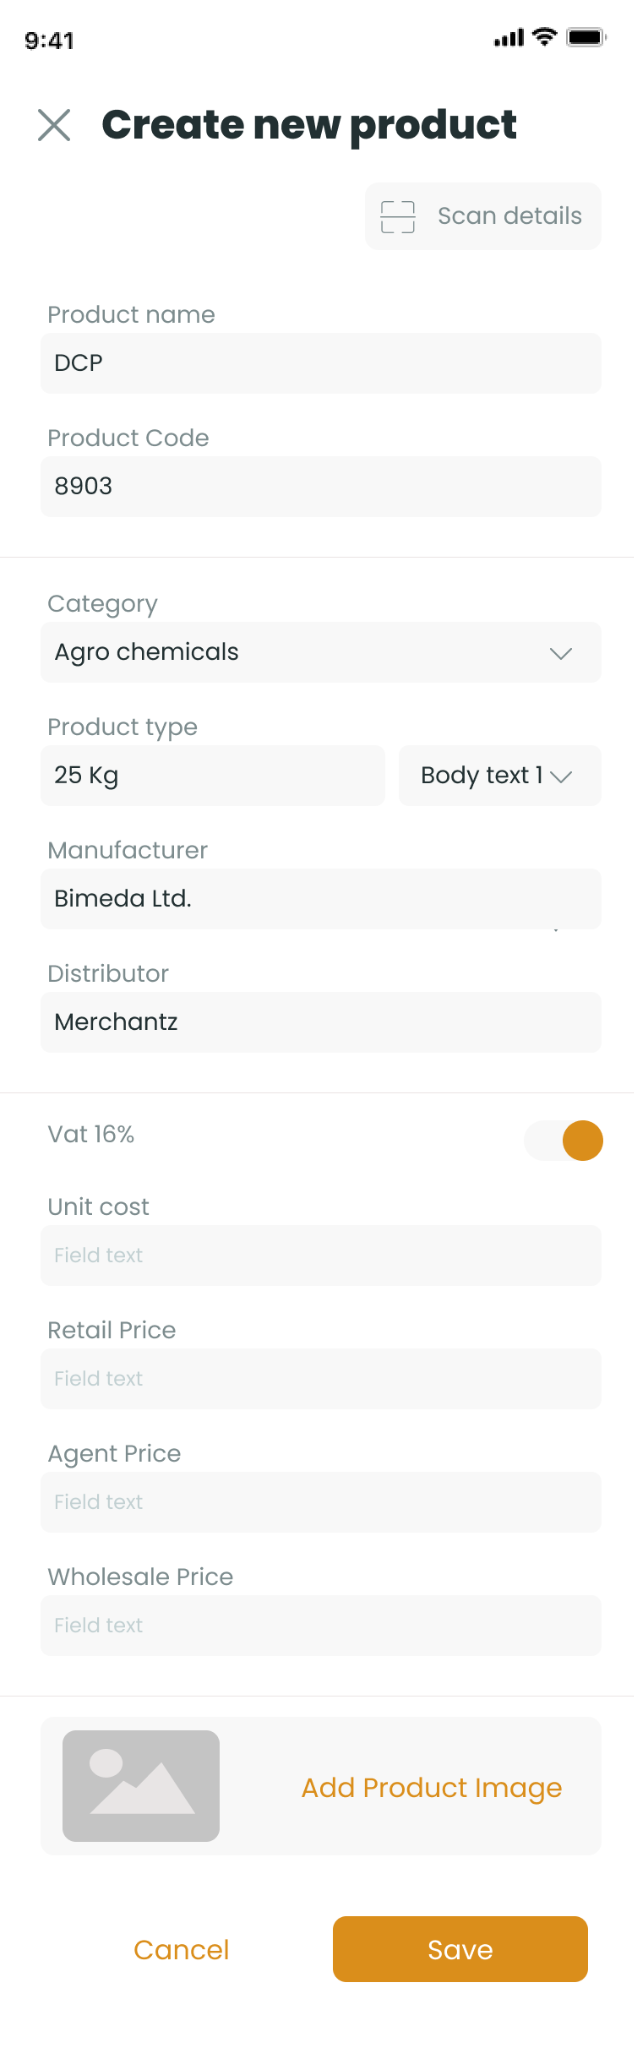 9:41
Create new product
Scan details
Product name
DCP
Product Code
8903
Category
Agro chemicals
Product type
25 Kg
Body text 1
Manufacturer
Bimeda Ltd.
Distributor
Merchantz
Vat 16%
Unit cost
Field text
Retail Price
Field text
Agent Price
Field text
Wholesale Price
Field text
Add Product Image
Cancel
Save